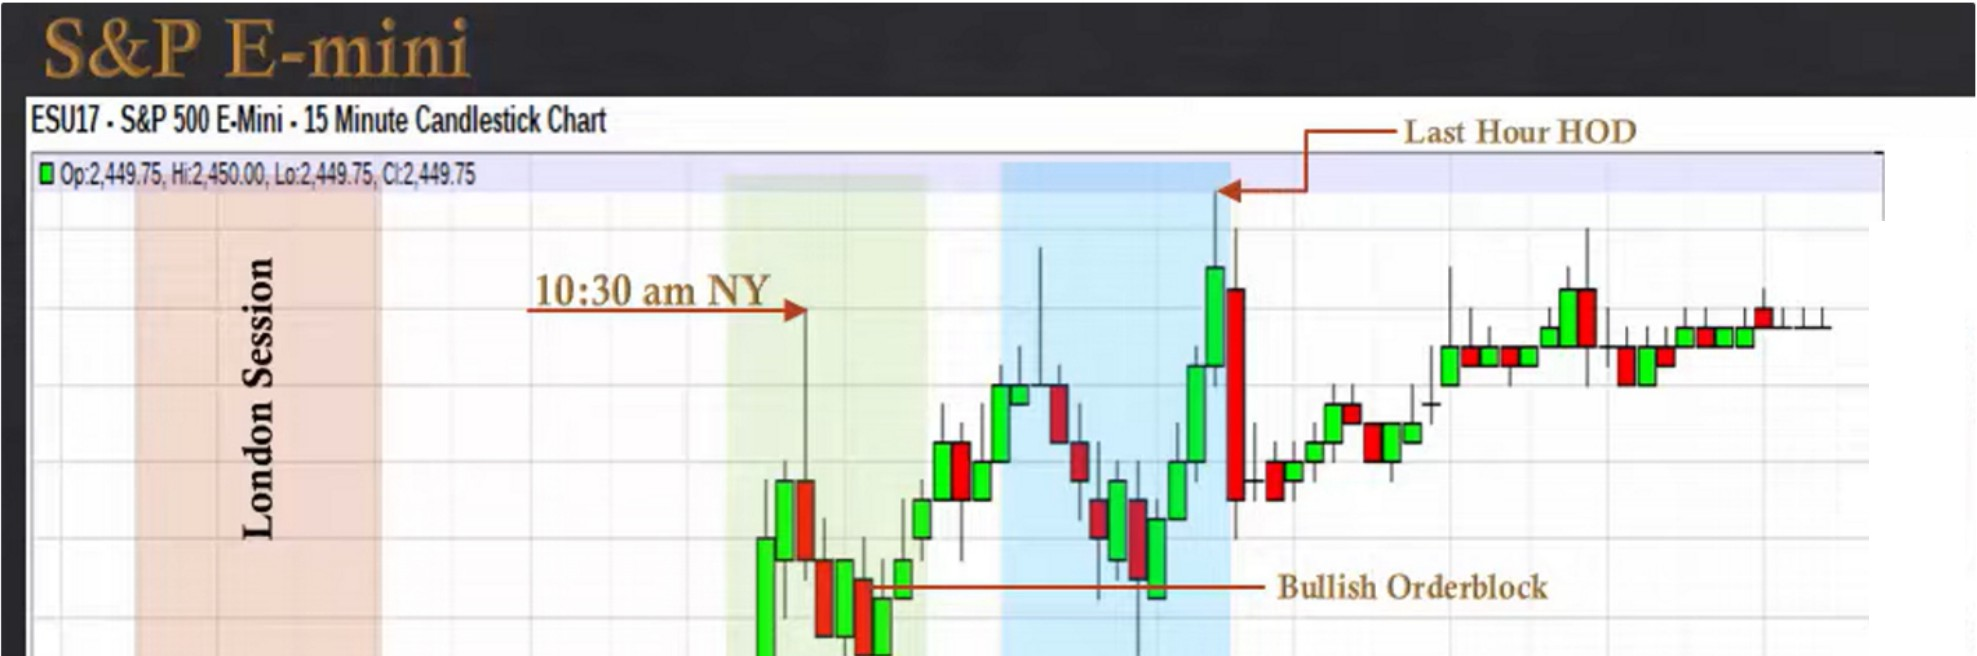 S&P E-mini
ESU17 - S&P 500 E-Mini - 15 Minute Candlestick Chart
Last Hour HOD
Op:2,449.75, Hi:2,450.00, Lo:2,449.75, Cl:2,449.75
10:30 am NY
London Session
Bullish Orderblock